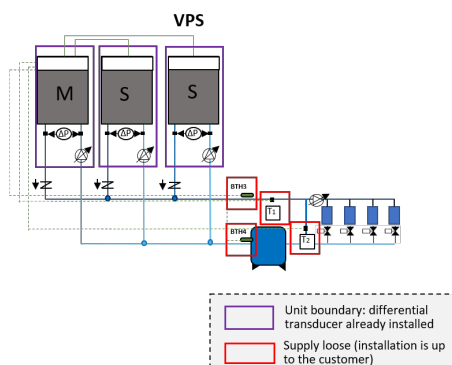 VPS
M
S
S
ΔP
ΔP
ΔP
BTH3
T1
BTH4
T2
Unit boundary: differential
transducer already installed
Supply loose (installation is up
to the customer)